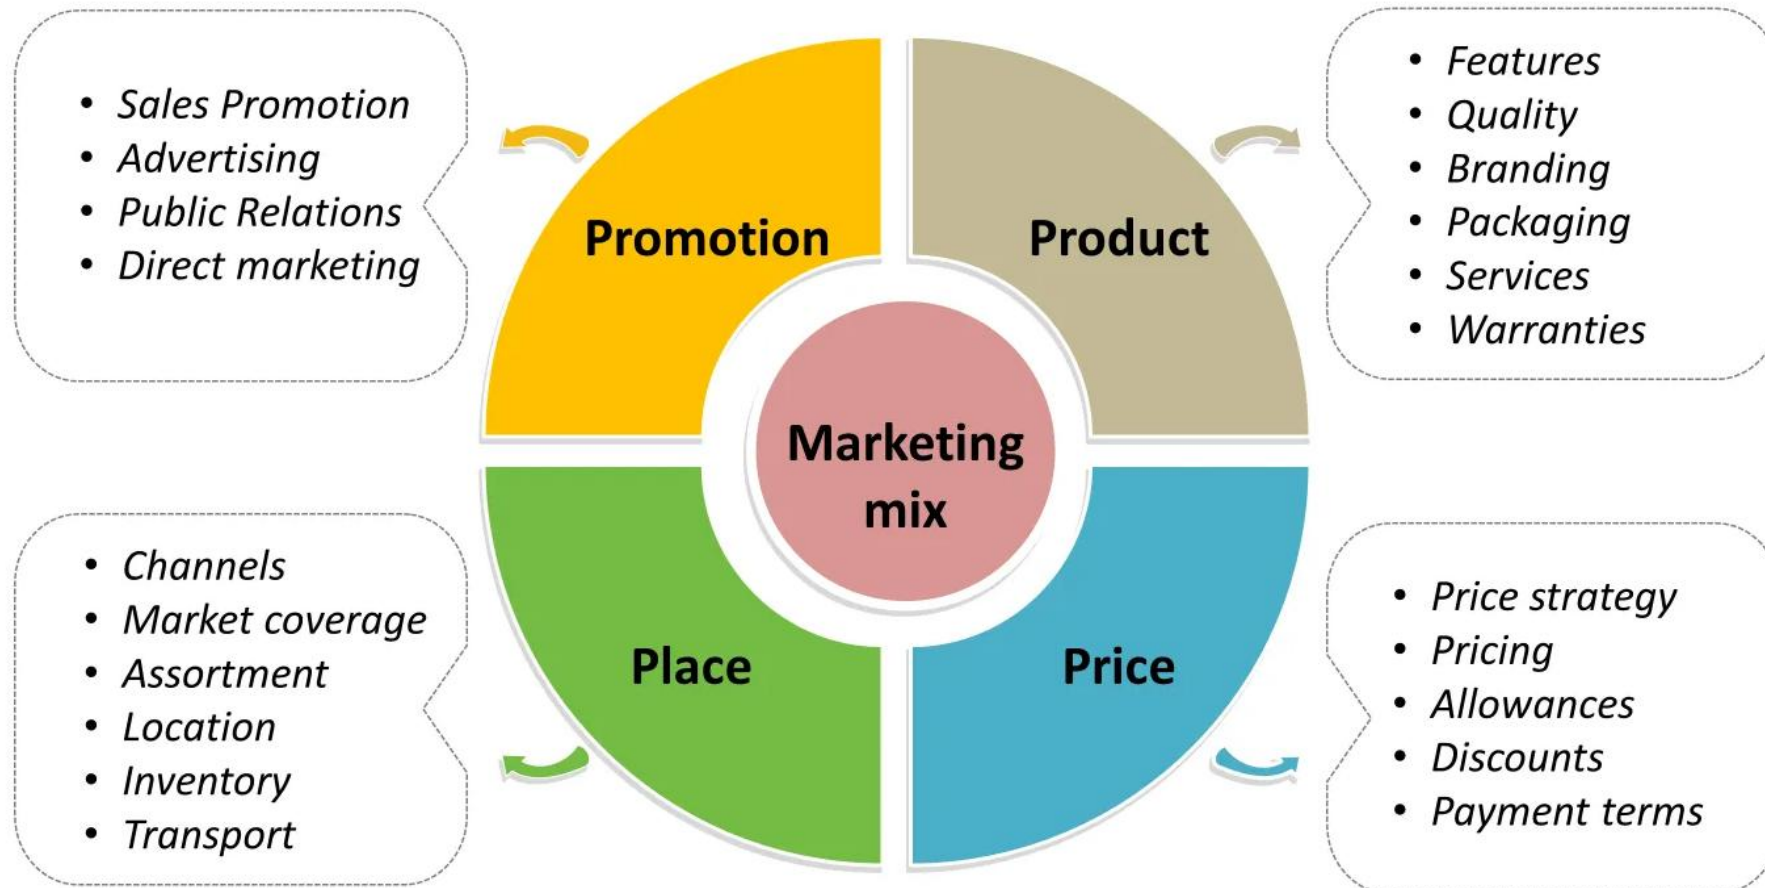 • Sales Promotion
• Advertising
• Public Relations
• Direct marketing
Promotion
Product
• Features
• Quality
• Branding
• Packaging
• Services
• Warranties
Marketing
mix
• Channels
• Market coverage
• Assortment
• Location
• Inventory
• Transport
Place
Price
• Price strategy
• Pricing
• Allowances
• Discounts
• Payment terms